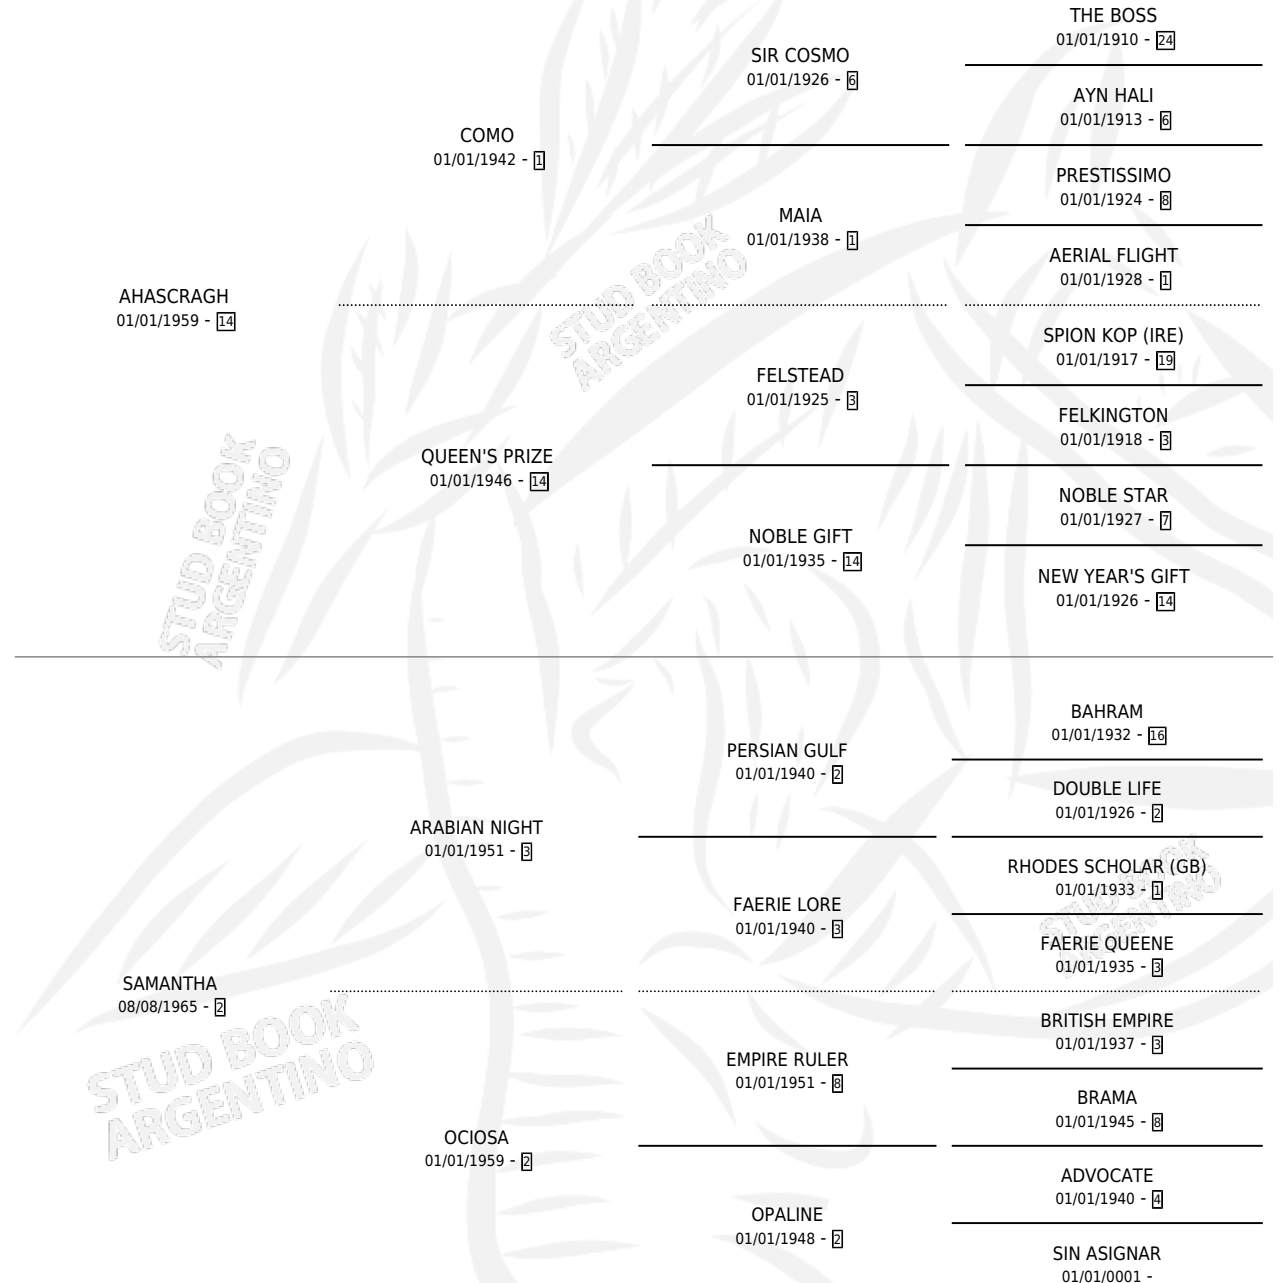 THE BOSS
01/01/1910 - 24
SIR COSMO
01/01/1926 - 6
AYN HALI
01/01/1913 - 6
COMO
01/01/1942 - 1
PRESTISSIMO
01/01/1924 - 8
MAIA
01/01/1938 - 1
AERIAL FLIGHT
01/01/1928 - 1
AHASCRAGH
01/01/1959 - 14
STUD BOOK
ARGENTINO
SPION KOP (IRE)
01/01/1917 - 19
FELSTEAD
01/01/1925 - 3
FELKINGTON
01/01/1918 - 3
QUEEN'S PRIZE
01/01/1946 - 14
NOBLE STAR
01/01/1927 - 7
NOBLE GIFT
01/01/1935 - 14
NEW YEAR'S GIFT
01/01/1926 - 14
STUD BOOK
ARGENTINO
BAHRAM
01/01/1932 - 16
PERSIAN GULF
01/01/1940 - 2
DOUBLE LIFE
01/01/1926 - 2
ARABIAN NIGHT
01/01/1951 - 3
RHODES SCHOLAR (GB)
01/01/1933 - 1
FAERIE LORE
01/01/1940 - 3
STUD BOOK
ARGENTINO
FAERIE QUEENE
01/01/1935 - 3
SAMANTHA
08/08/1965 - 2
BRITISH EMPIRE
01/01/1937 - 3
EMPIRE RULER
01/01/1951 - 8
STUD BOOK
ARGENTINO
BRAMA
01/01/1945 - 8
OCIOSA
01/01/1959 - 2
ADVOCATE
01/01/1940 - 4
OPALINE
01/01/1948 - 2
SIN ASIGNAR
01/01/0001 -